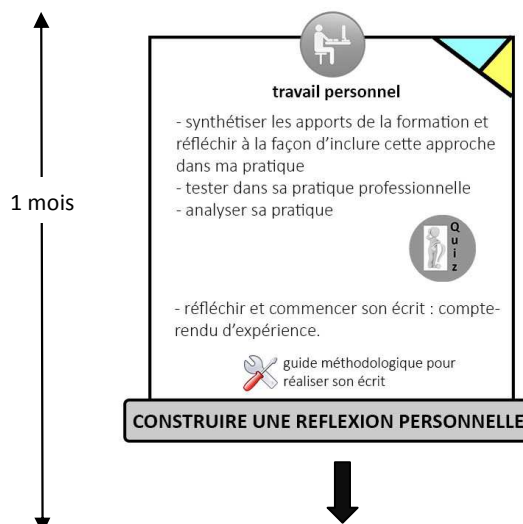 travail personnel
- synthétiser les apports de la formation et
réfléchir à la façon d'inclure cette approche
dans ma pratique
- tester dans sa pratique professionnelle
- analyser sa pratique
1 mois
Quiz
- réfléchir et commencer son écrit : compte-
rendu d'expérience.
guide méthodologique pour
réaliser son écrit
CONSTRUIRE UNE REFLEXION PERSONNELLE